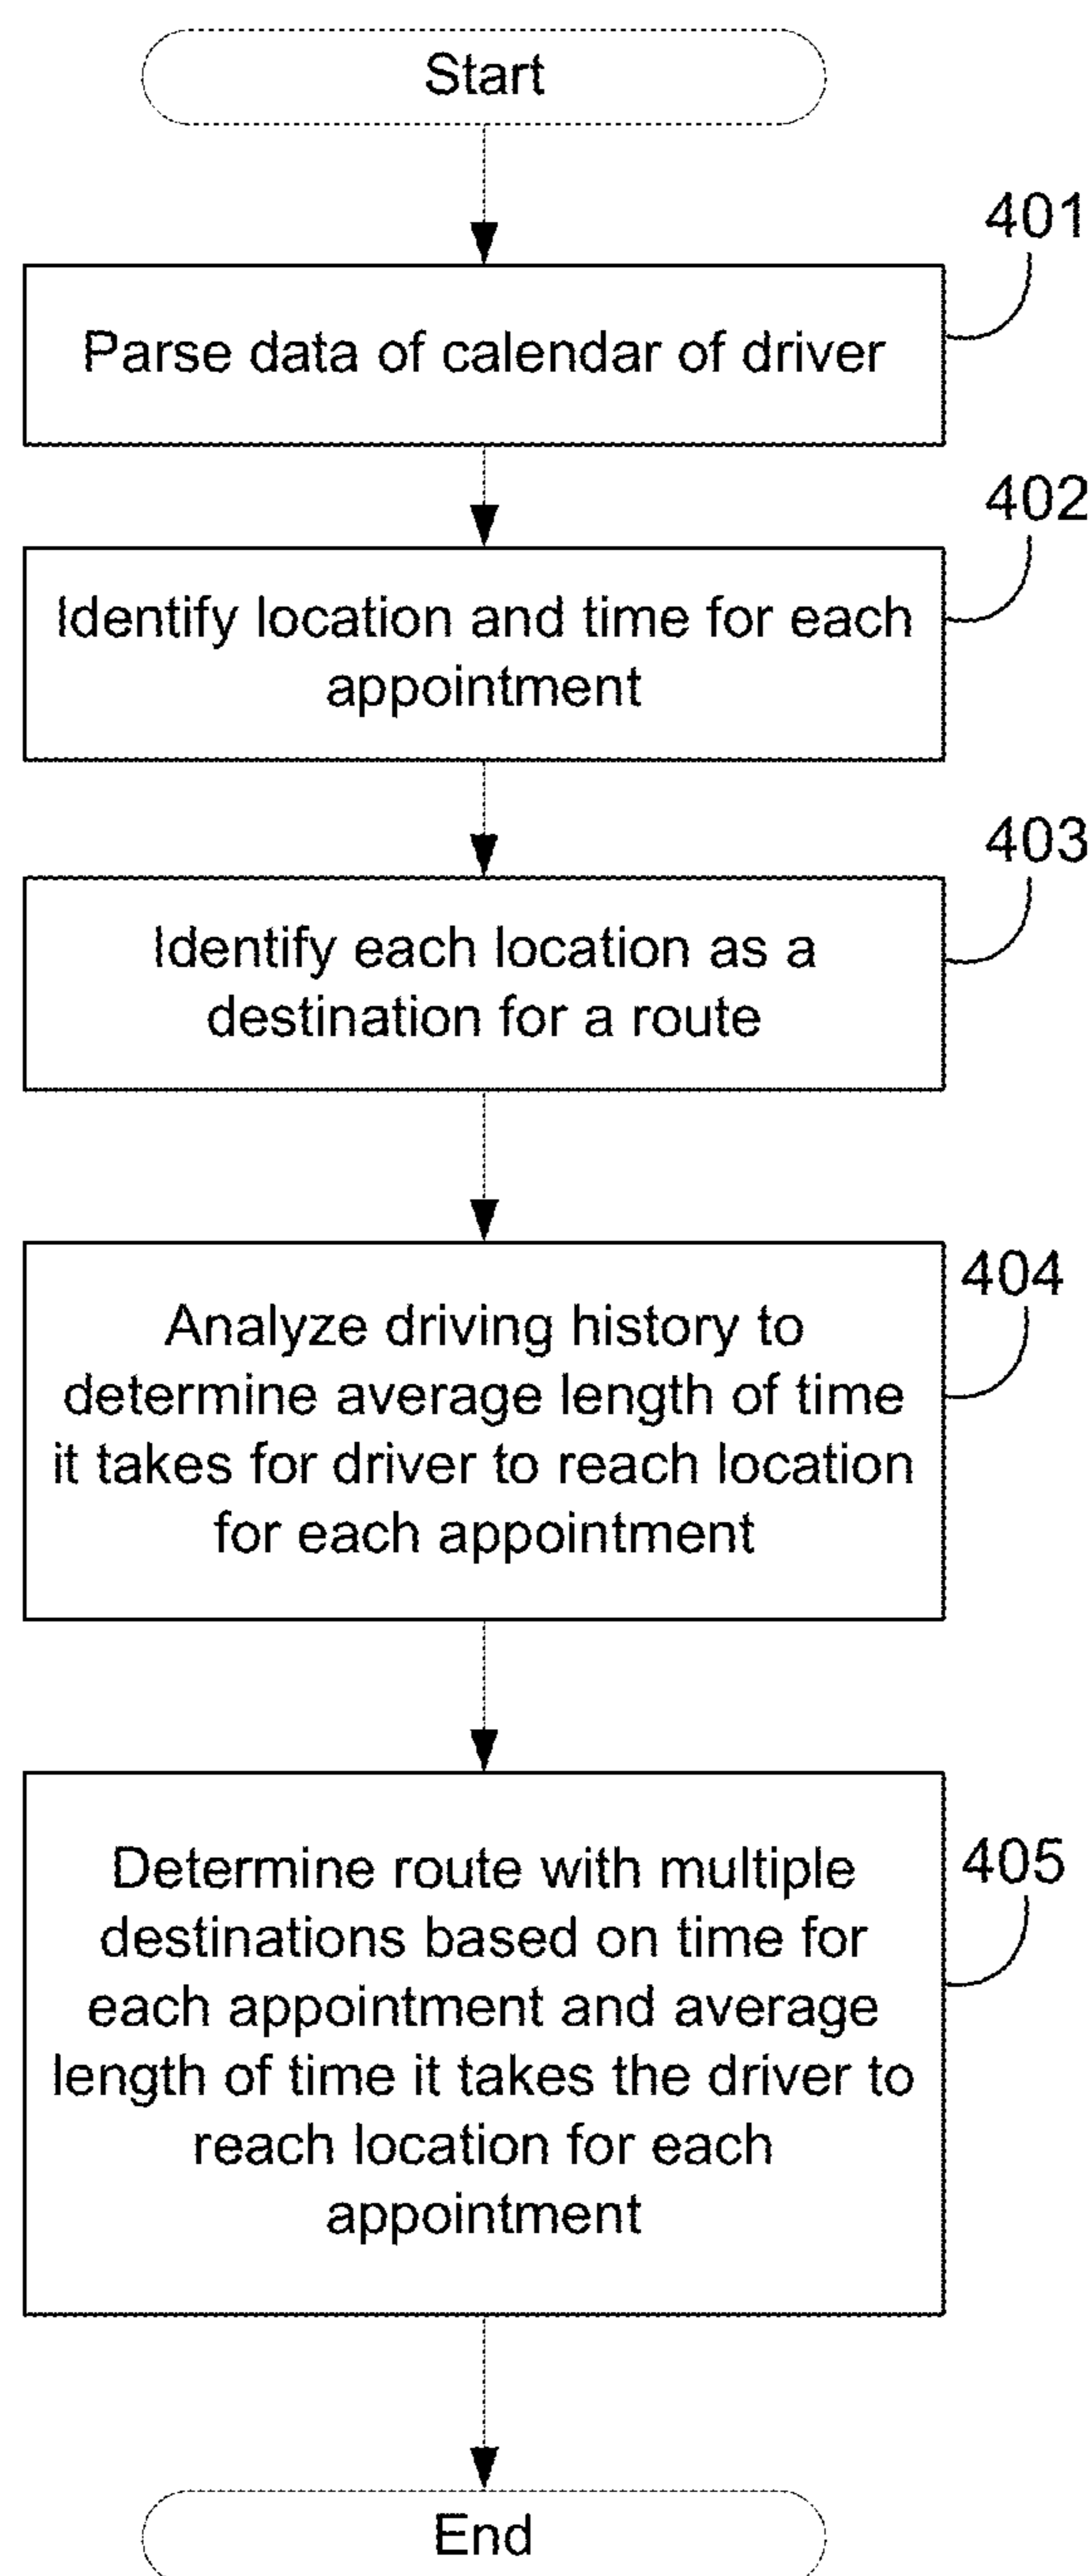 Start
401
Parse data of calendar of driver
402
Identify location and time for each
appointment
403
Identify each location as a
destination for a route
404
Analyze driving history to
determine average length of time
it takes for driver to reach location
for each appointment
405
Determine route with multiple
destinations based on time for
each appointment and average
length of time it takes the driver to
reach location for each
appointment
End